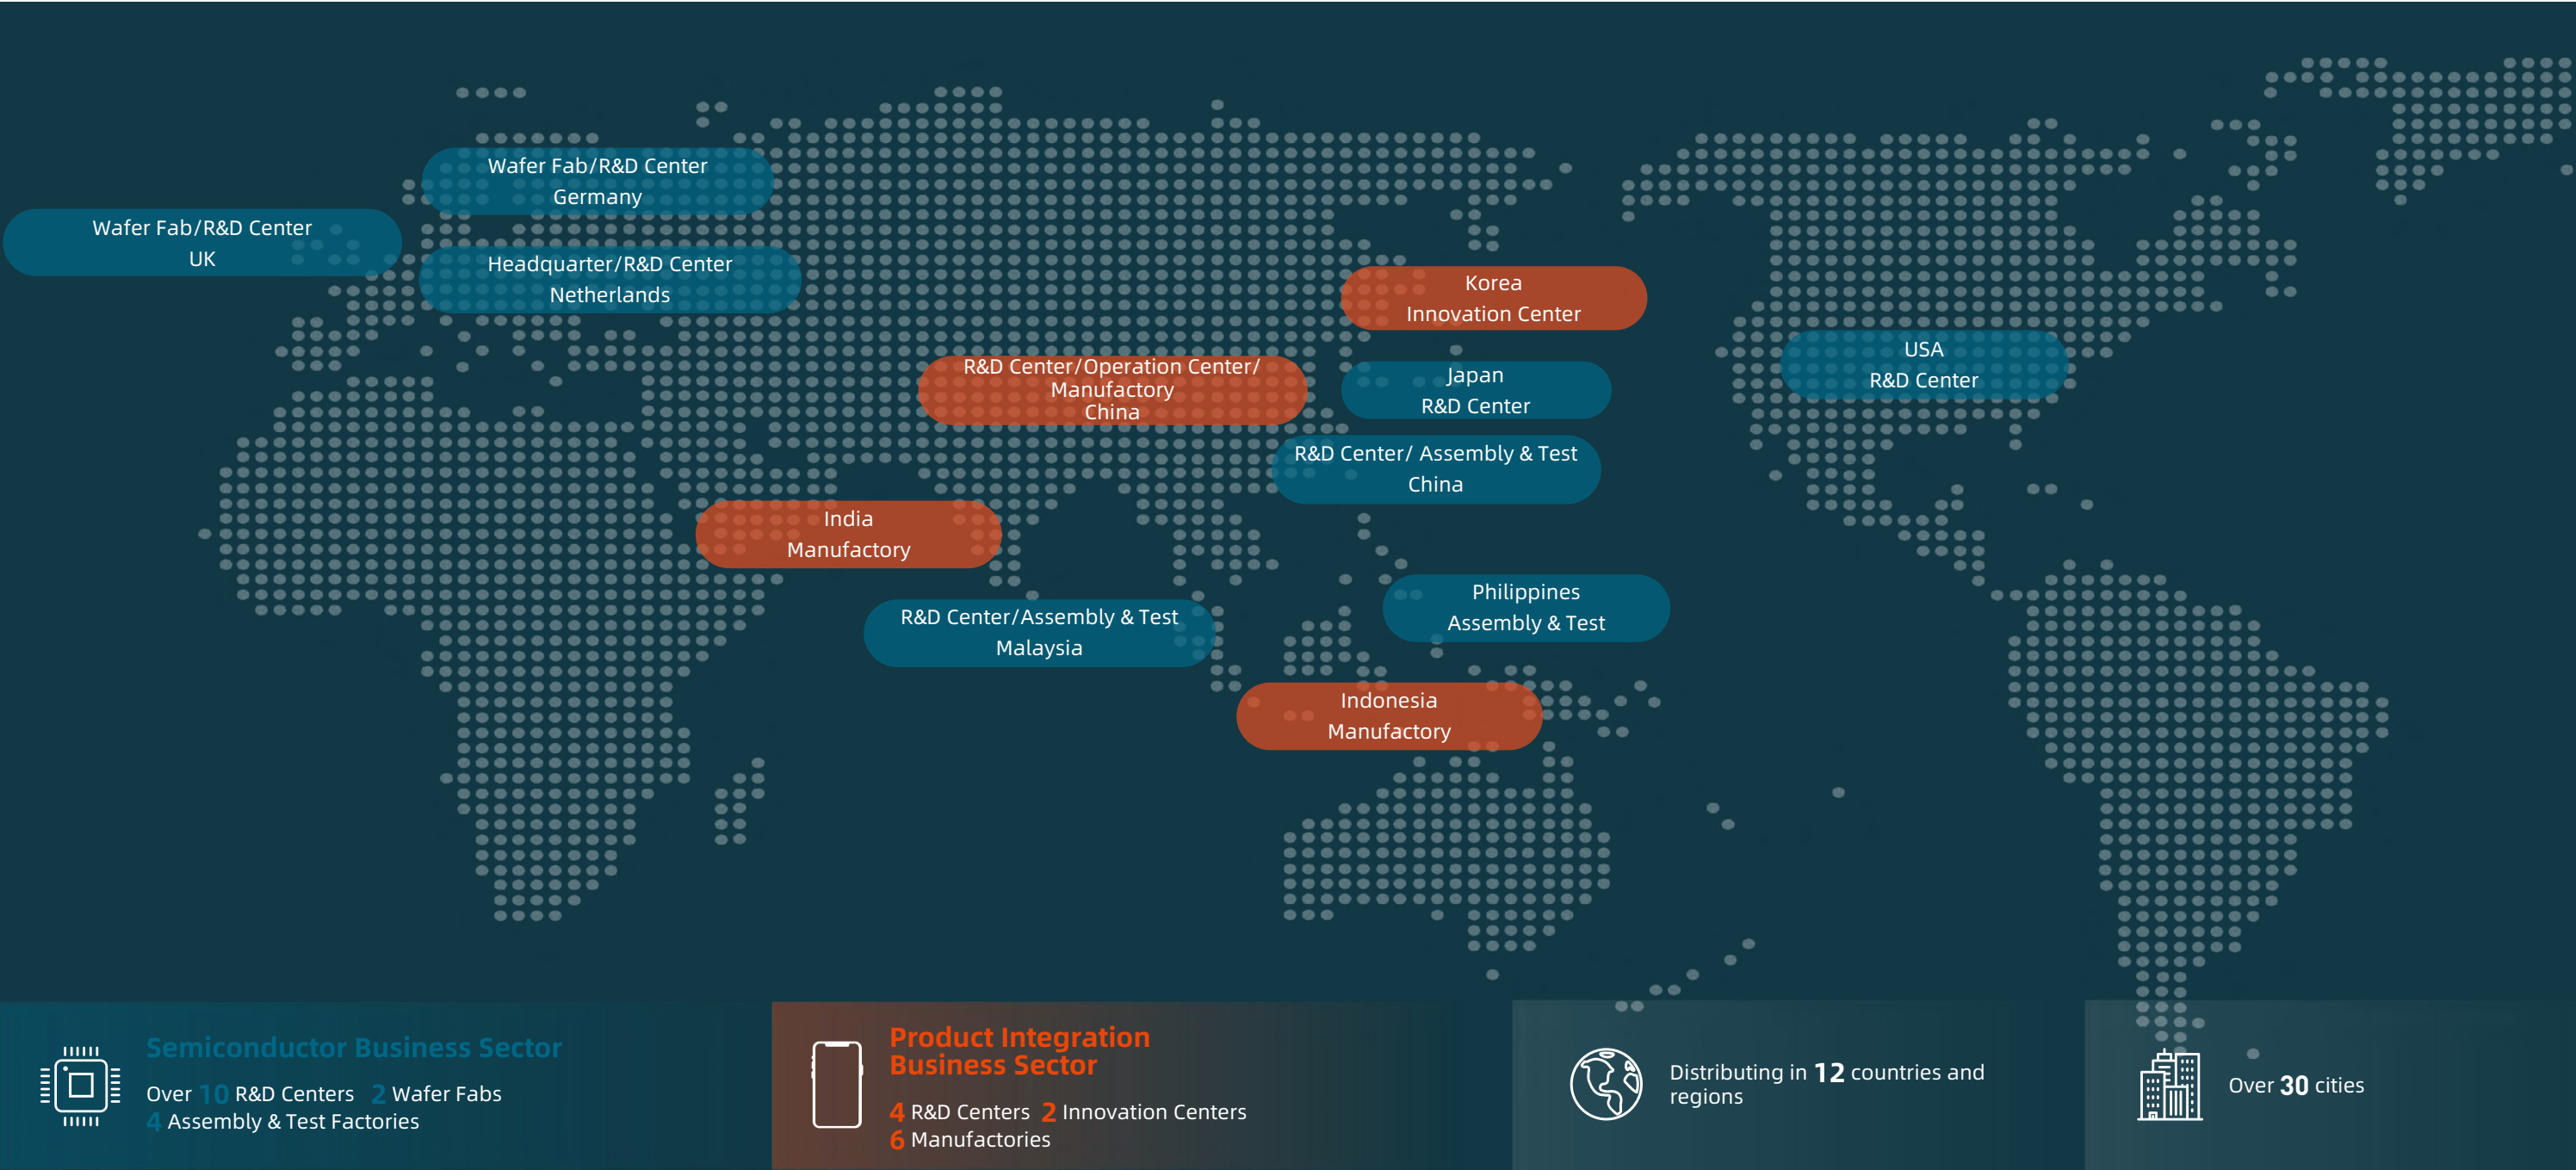 Wafer Fab/R&D Center
Germany
Wafer Fab/R&D Center
UK
Headquarter/R&D Center
Netherlands
Korea
Innovation Center
R&D Center/Operation Center/
Manufactory
China
Japan
R&D Center
USA
R&D Center
R&D Center/ Assembly & Test
China
India
Manufactory
Philippines
Assembly & Test
R&D Center/Assembly & Test
Malaysia
Indonesia
Manufactory
Semiconductor Business Sector
Over 10 R&D Centers 2 Wafer Fabs
4 Assembly & Test Factories
Product Integration
Business Sector
4 R&D Centers 2 Innovation Centers
6 Manufactories
Distributing in 12 countries and
regions
Over 30 cities